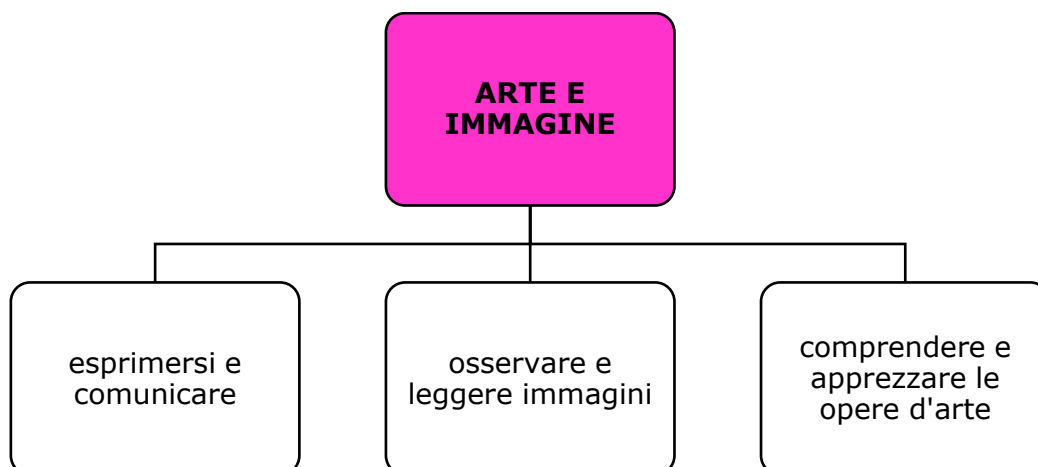 ARTE E
IMMAGINE
esprimersi e
comunicare
osservare e
leggere immagini
comprendere e
apprezzare le
opere d'arte